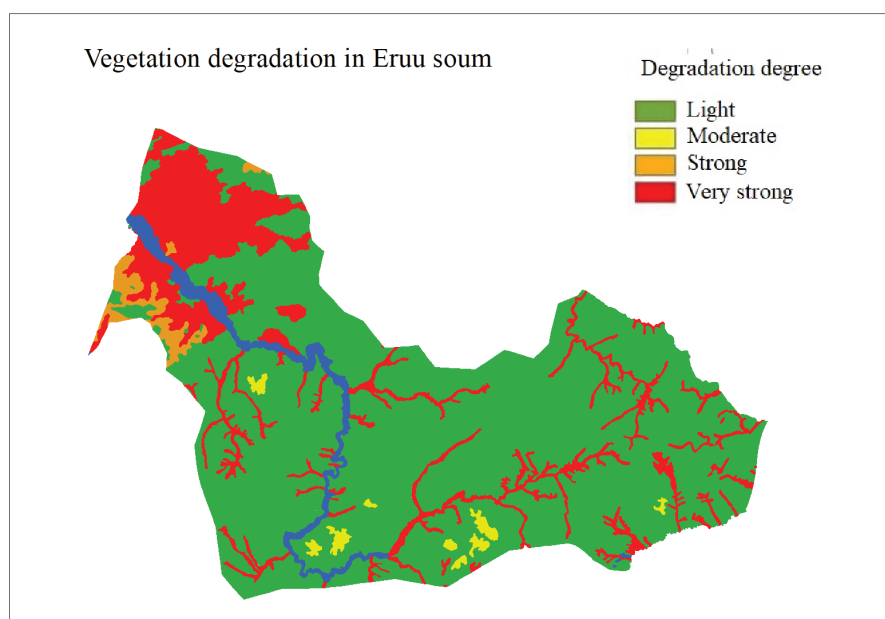 Vegetation degradation in Eruu soum
Degradation degree
Light
Moderate
Strong
Very strong